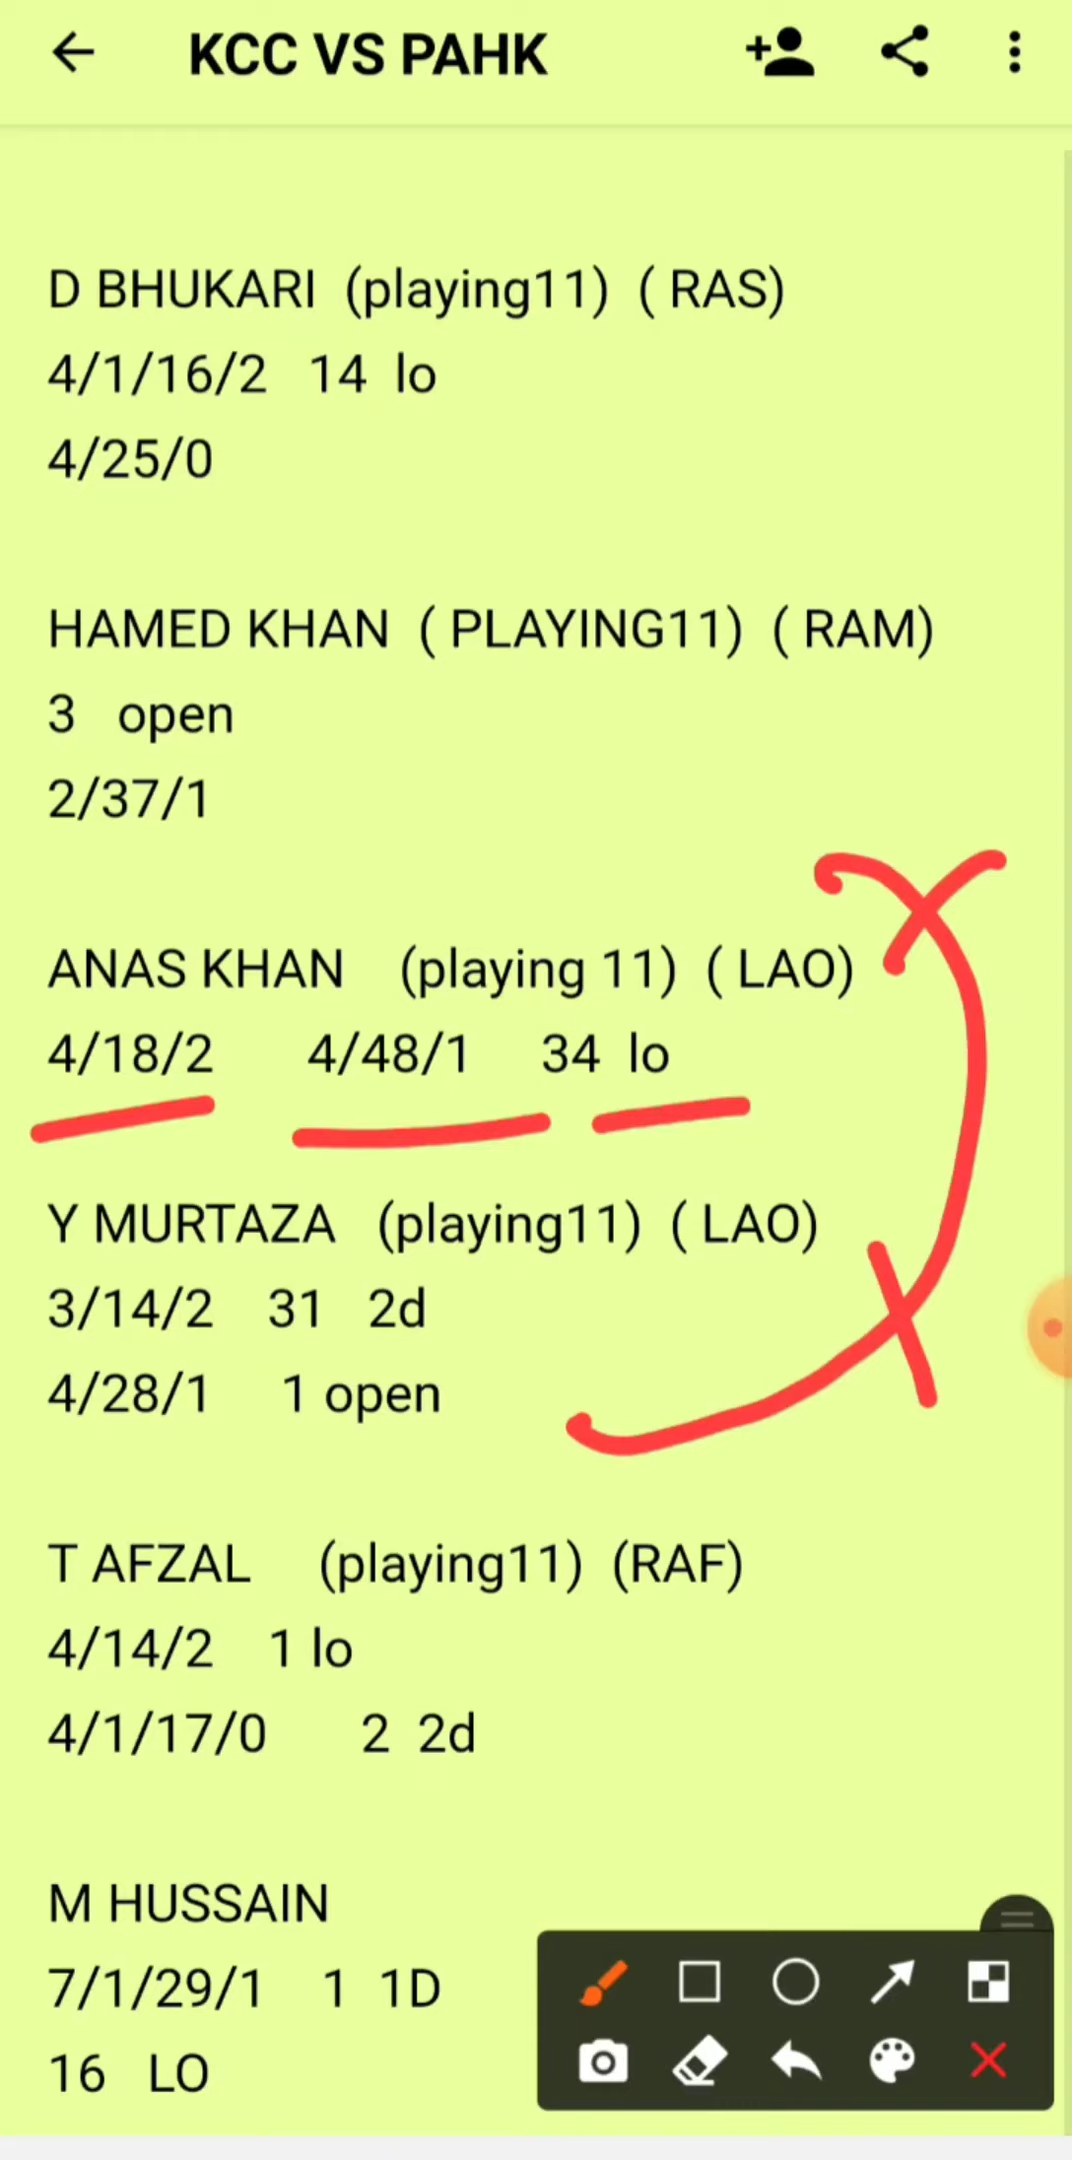 KCC VS PAHK
D BHUKARI (playing11) ( RAS)
4/1/16/2 14 lo
4/25/0
HAMED KHAN ( PLAYING11) ( RAM)
3 open
2/37/1
ANAS KHAN (playing 11) ( LAO)
4/18/2 4/48/1 34 lo
Y MURTAZA (playing11) ( LAO)
3/14/2 31 2d
4/28/1 1 open
T AFZAL (playing11) (RAF)
4/14/2 1 lo
4/1/17/0 2 2d
M HUSSAIN
7/1/29/1 1 1D
16 LO